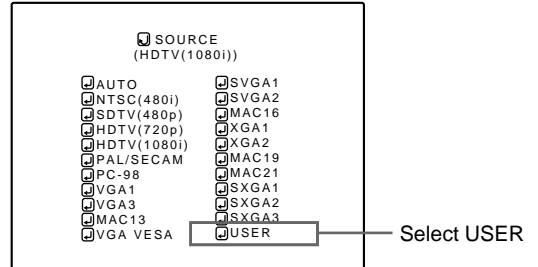 SOURCE
(HDTV(1080i))
AUTO
NTSC(480i)
SDTV(480p)
HDTV(720p)
HDTV(1080i)
PAL/SECAM
PC-98
VGA1
VGA3
MAC13
VGA VESA
SVGA1
SVGA2
MAC16
XGA1
XGA2
MAC19
MAC21
SXGA1
SXGA2
SXGA3
USER
Select USER